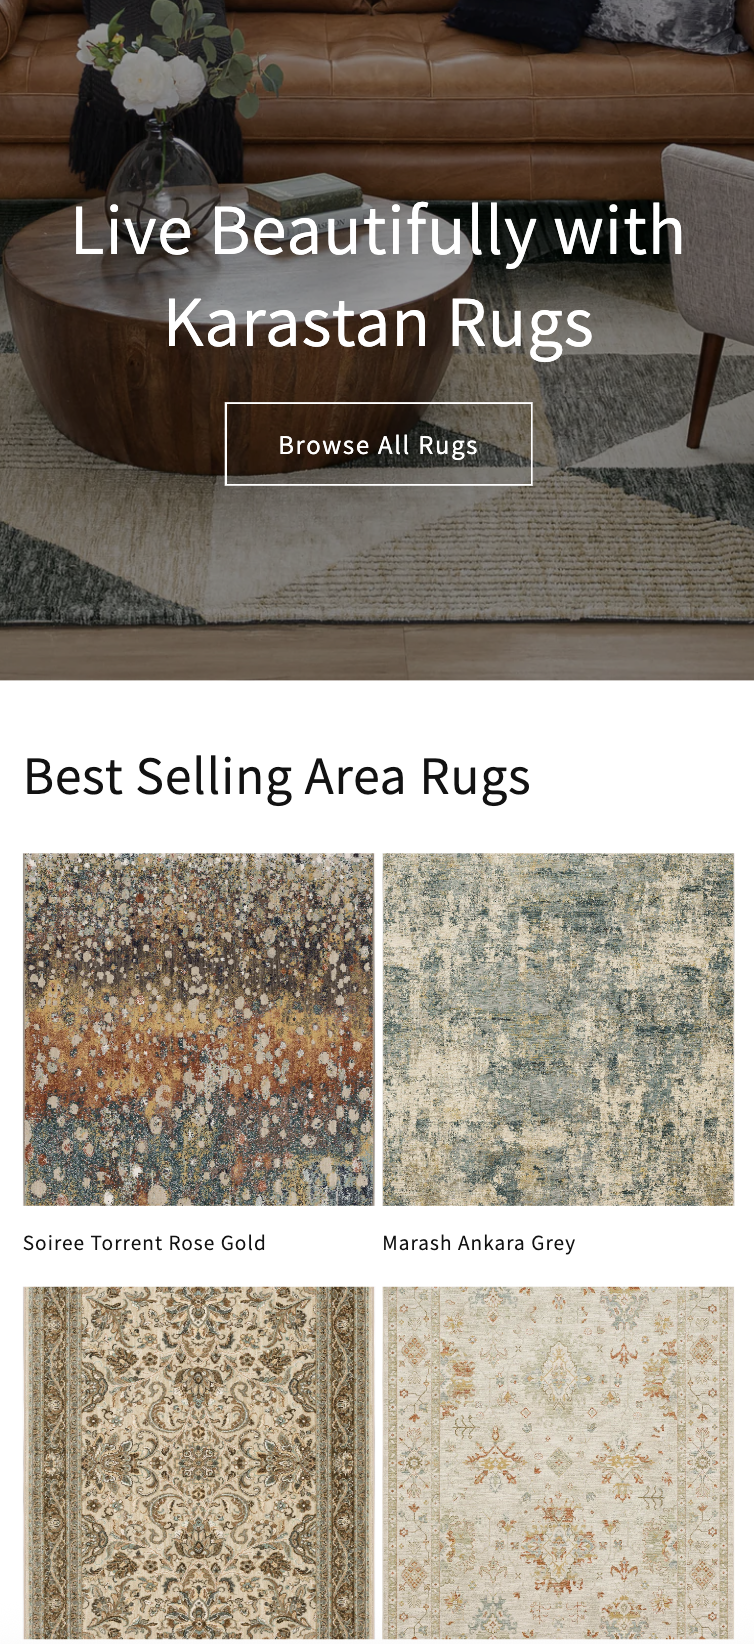 Live Beautifully with
Karastan Rugs
Browse All Rugs
Best Selling Area Rugs
Soiree Torrent Rose Gold
Marash Ankara Grey